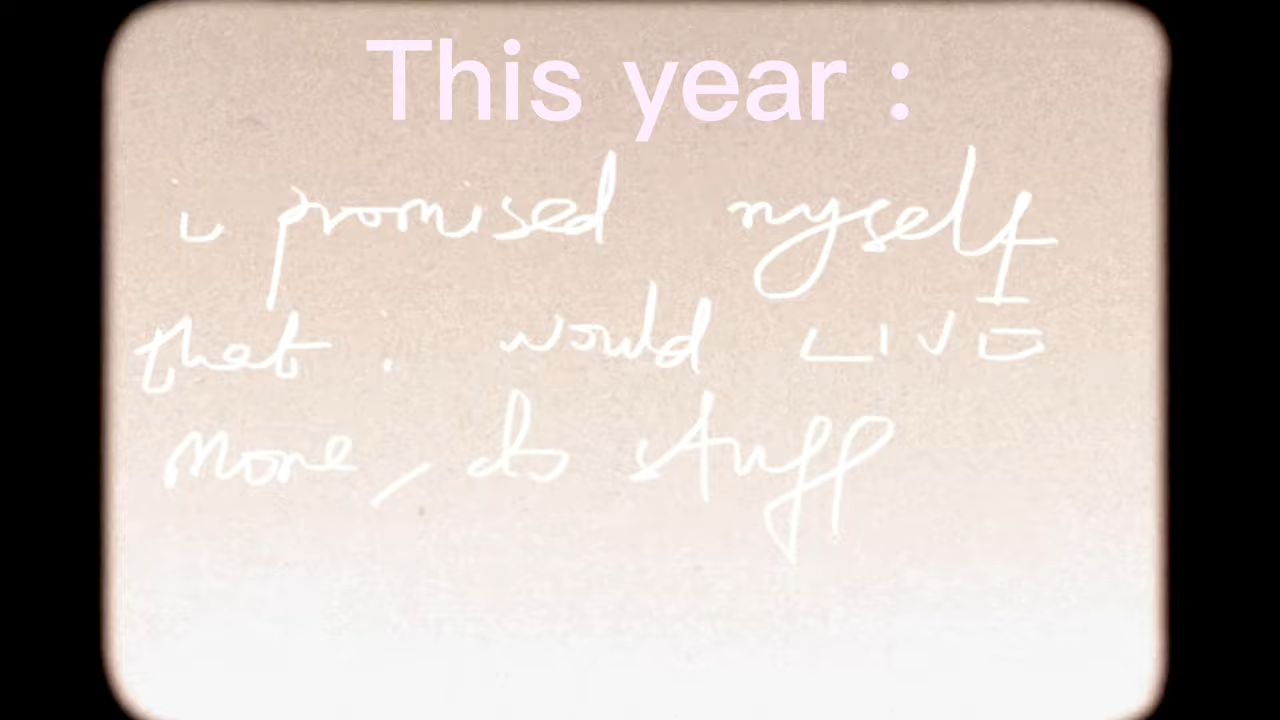 This year :
i promised myself
that i would LIVE
more, do stuff